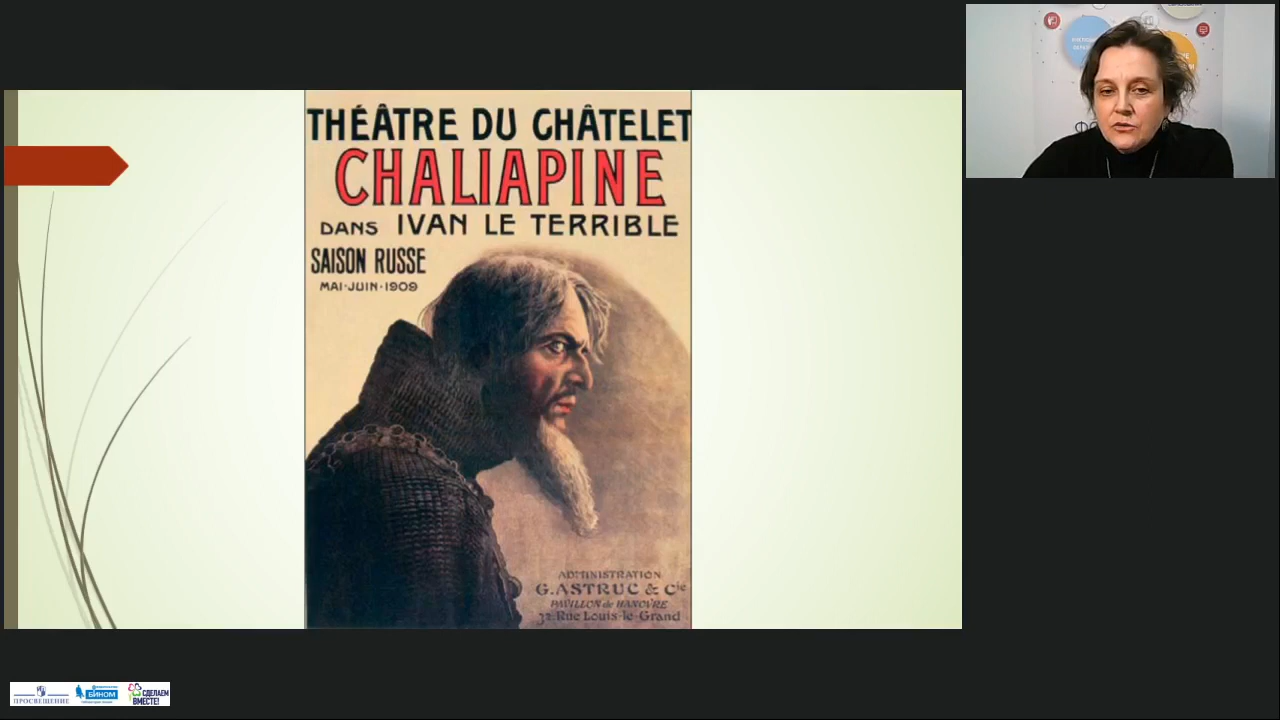 THÉÂTRE DU CHÂTELET
CHALIAPINE
DANS IVAN LE TERRIBLE
SAISON RUSSE
MAI-JUIN-1909
ADMINISTRATION
G. ASTRUC & Cie
PAVILLON de HANOVRE
32 Rue Louis-le-Grand
ПРОСВЕЩЕНИЕ
БИНОМ
СДЕЛАЕМ
ВМЕСТЕ!